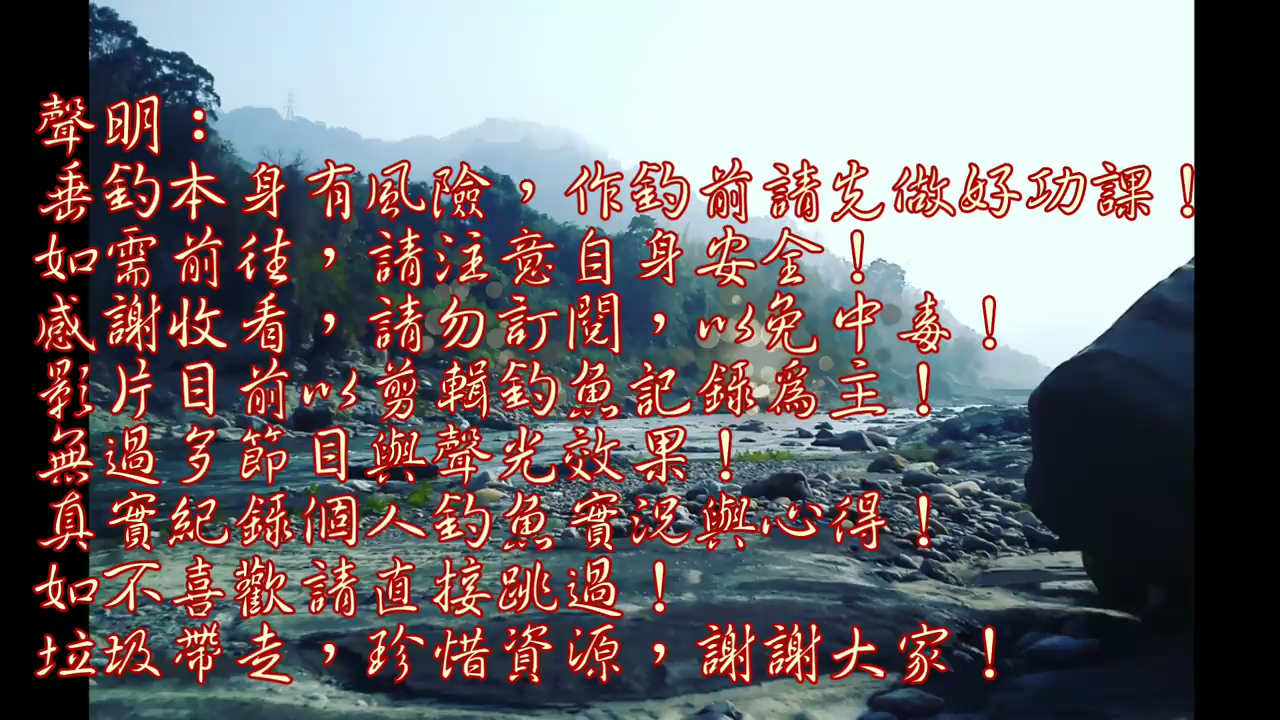 聲明：
垂釣本身有風險，作釣前請先做好功課！
如需前往，請注意自身安全！
感謝收看，請勿訂閱，以免中毒！
影片目前以剪輯釣魚記錄為主！
無過多節目與聲光效果！
真實紀錄個人釣魚實況與心得！
如不喜歡請直接跳過！
垃圾帶走，珍惜資源，謝謝大家！